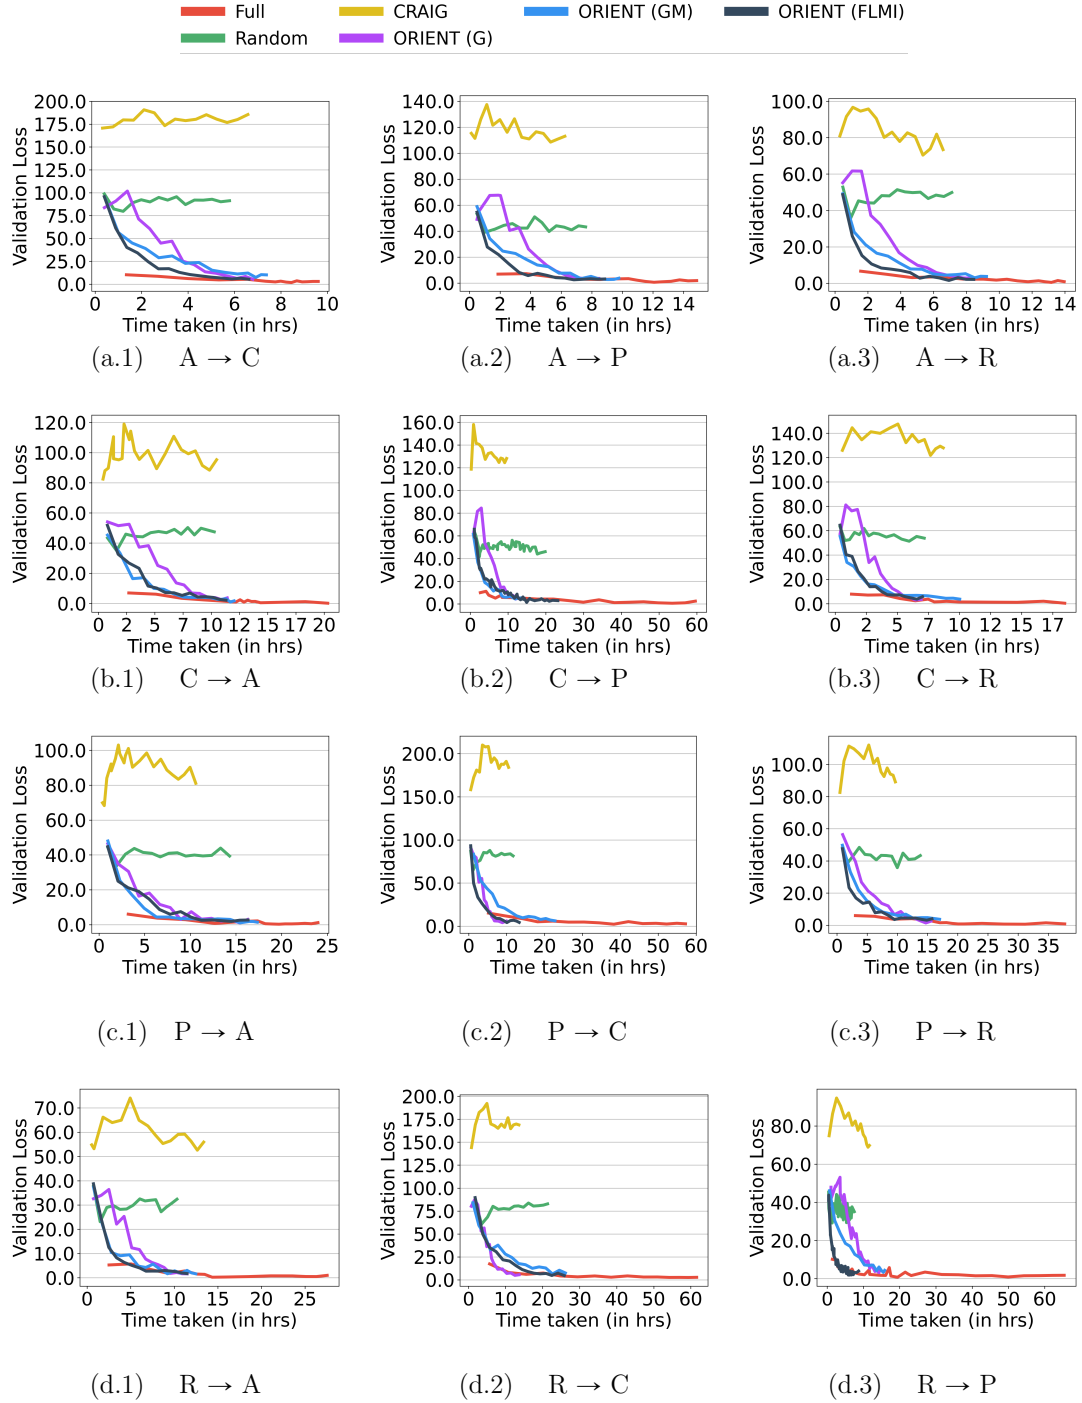 Full CRAIG ORIENT (GM) ORIENT (FLMI)
Random ORIENT (G)
Validation Loss
200.0
175.0
150.0
125.0
100.0
75.0
50.0
25.0
0.0
0 2 4 6 8 10
Time taken (in hrs)
(a.1) A → C
Validation Loss
140.0
120.0
100.0
80.0
60.0
40.0
20.0
0.0
0 2 4 6 8 10 12 14
Time taken (in hrs)
(a.2) A → P
Validation Loss
100.0
80.0
60.0
40.0
20.0
0.0
0 2 4 6 8 10 12 14
Time taken (in hrs)
(a.3) A → R
Validation Loss
120.0
100.0
80.0
60.0
40.0
20.0
0.0
0 2 5 7 10 12 15 17 20
Time taken (in hrs)
(b.1) C → A
Validation Loss
160.0
140.0
120.0
100.0
80.0
60.0
40.0
20.0
0.0
0 10 20 30 40 50 60
Time taken (in hrs)
(b.2) C → P
Validation Loss
140.0
120.0
100.0
80.0
60.0
40.0
20.0
0.0
0 2 5 7 10 12 15 17
Time taken (in hrs)
(b.3) C → R
Validation Loss
100.0
80.0
60.0
40.0
20.0
0.0
0 5 10 15 20 25
Time taken (in hrs)
(c.1) P → A
Validation Loss
200.0
150.0
100.0
50.0
0.0
0 10 20 30 40 50 60
Time taken (in hrs)
(c.2) P → C
Validation Loss
100.0
80.0
60.0
40.0
20.0
0.0
0 5 10 15 20 25 30 35
Time taken (in hrs)
(c.3) P → R
Validation Loss
70.0
60.0
50.0
40.0
30.0
20.0
10.0
0.0
0 5 10 15 20 25
Time taken (in hrs)
(d.1) R → A
Validation Loss
200.0
175.0
150.0
125.0
100.0
75.0
50.0
25.0
0.0
0 10 20 30 40 50 60
Time taken (in hrs)
(d.2) R → C
Validation Loss
80.0
60.0
40.0
20.0
0.0
0 10 20 30 40 50 60
Time taken (in hrs)
(d.3) R → P